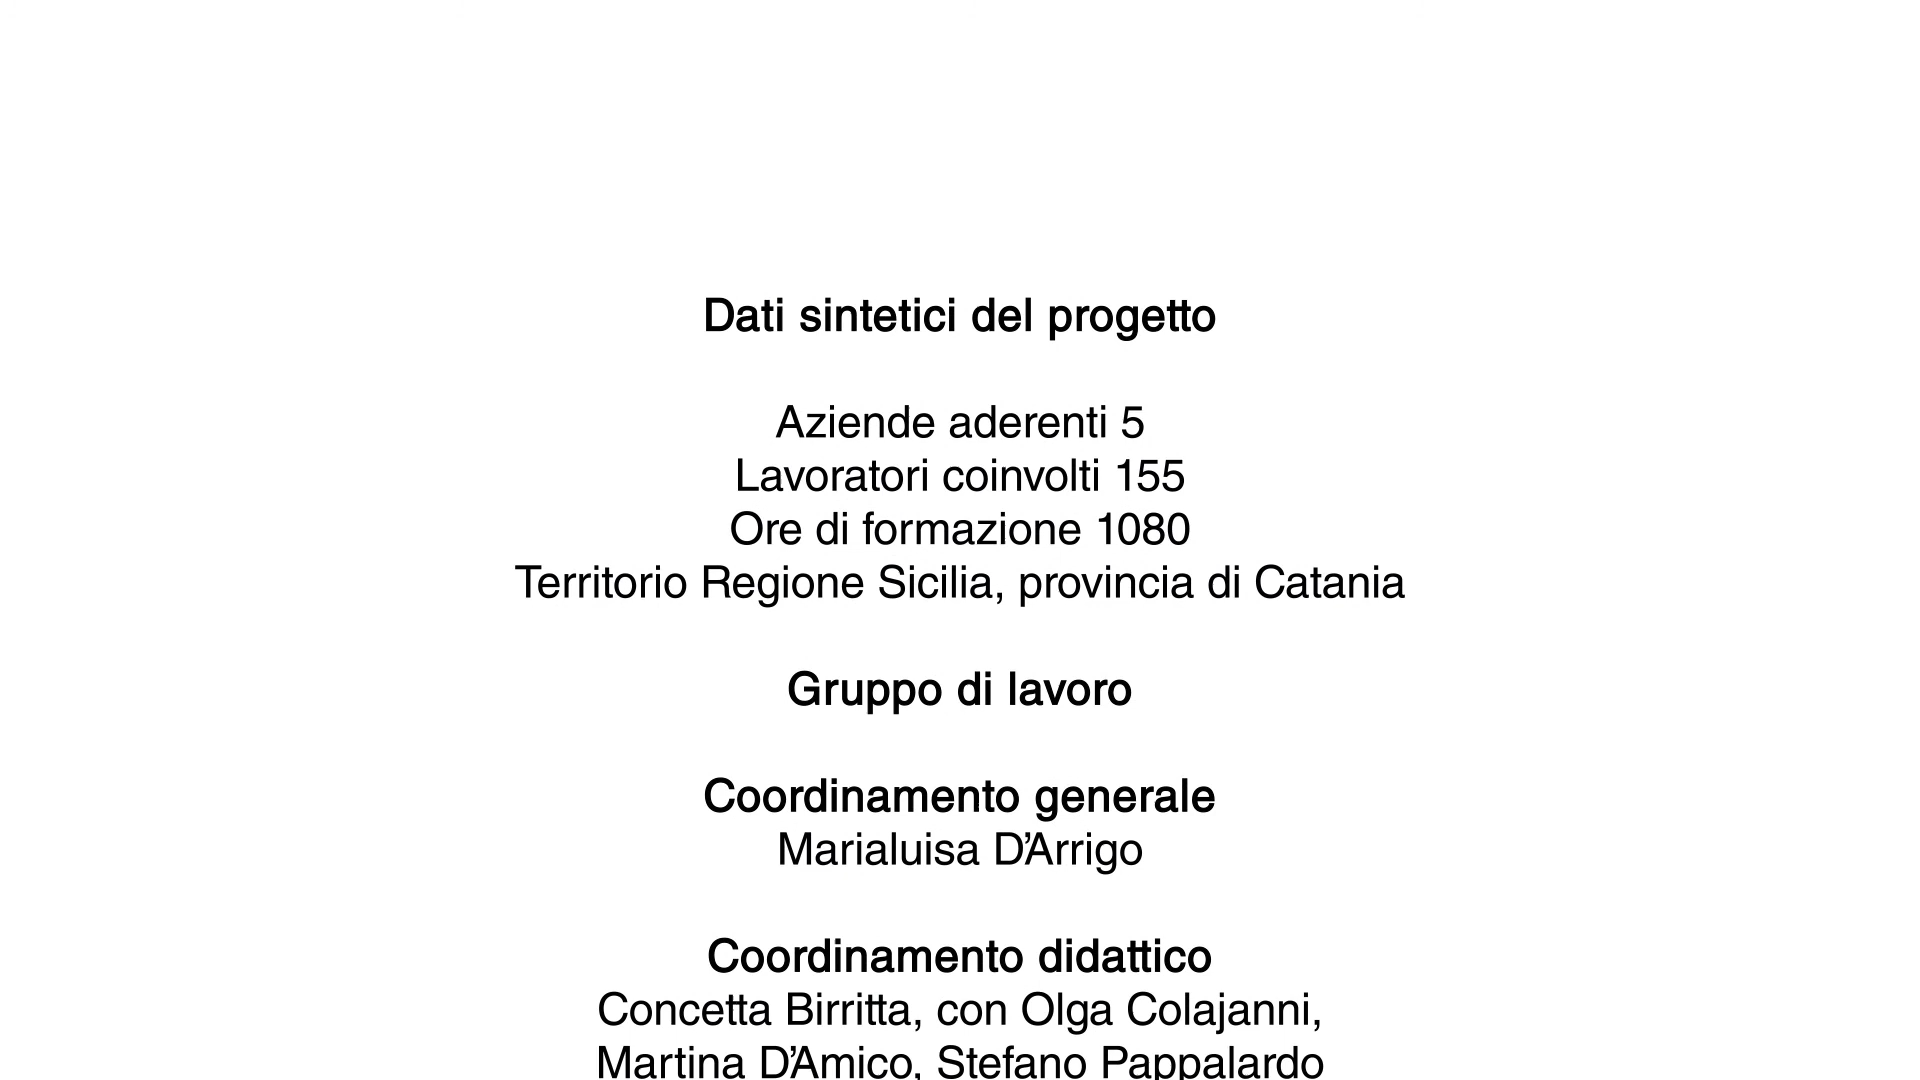 Dati sintetici del progetto
Aziende aderenti 5
Lavoratori coinvolti 155
Ore di formazione 1080
Territorio Regione Sicilia, provincia di Catania
Gruppo di lavoro
Coordinamento generale
Marialuisa D’Arrigo
Coordinamento didattico
Concetta Birritta, con Olga Colajanni,
Martina D’Amico, Stefano Pappalardo